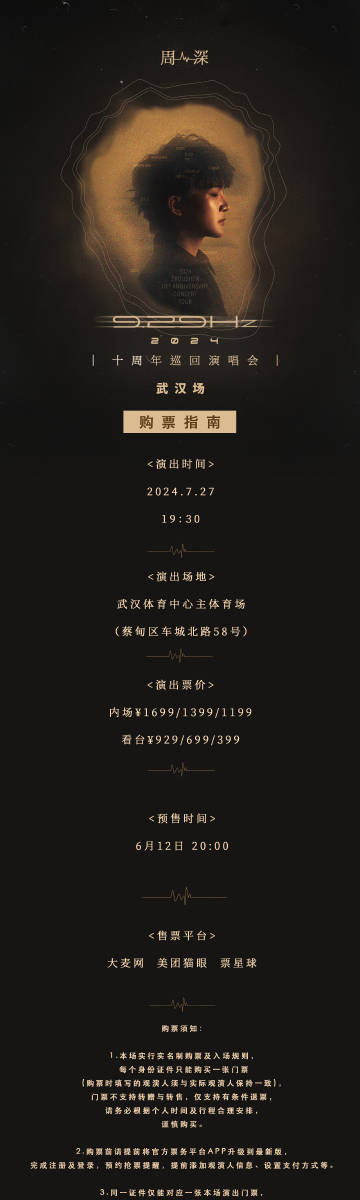 周深
9.29Hz
2024
十周年巡回演唱会
武汉场
购票指南
<演出时间>
2024.7.27
19:30
<演出场地>
武汉体育中心主体育场
(蔡甸区车城北路58号)
<演出票价>
内场¥1699/1399/1199
看台¥929/699/399
<预售时间>
6月12日 20:00
<售票平台>
大麦网 美团猫眼 票星球
购票须知:
1.本场实行实名制购票及入场规则,
每个身份证件只能购买一张门票
(购票时填写的观演人须与实际观演人保持一致),
门票不支持转赠与转售,仅支持有条件退票,
请务必根据个人时间及行程合理安排,
谨慎购买。
2.购票前请提前将官方票务平台APP升级到最新版,
完成注册及登录,预约抢票提醒,提前添加观演人信息、设置支付方式等。
3.同一证件仅能对应一张本场演出门票,